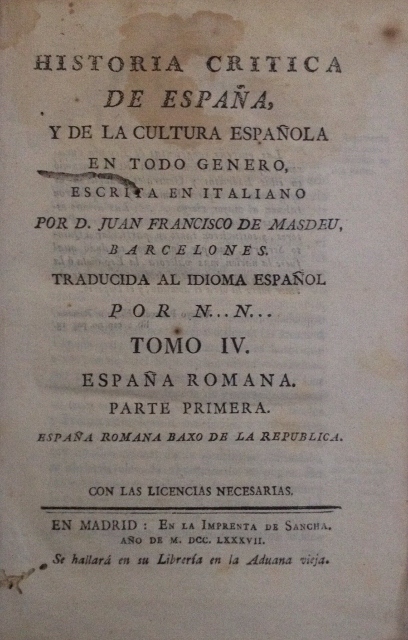 HISTORIA CRITICA
DE ESPAÑA,
Y DE LA CULTURA ESPAÑOLA
EN TODO GENERO,
ESCRITA EN ITALIANO
POR D. JUAN FRANCISCO DE MASDEU,
BARCELONES.
TRADUCIDA AL IDIOMA ESPAÑOL
POR N... N...
TOMO IV.
ESPAÑA ROMANA.
PARTE PRIMERA.
ESPAÑA ROMANA BAXO DE LA REPUBLICA.
CON LAS LICENCIAS NECESARIAS.
EN MADRID : EN LA IMPRENTA DE SANCHA.
AÑO DE M. DCC. LXXXVII.
Se hallará en su Librería en la Aduana vieja.